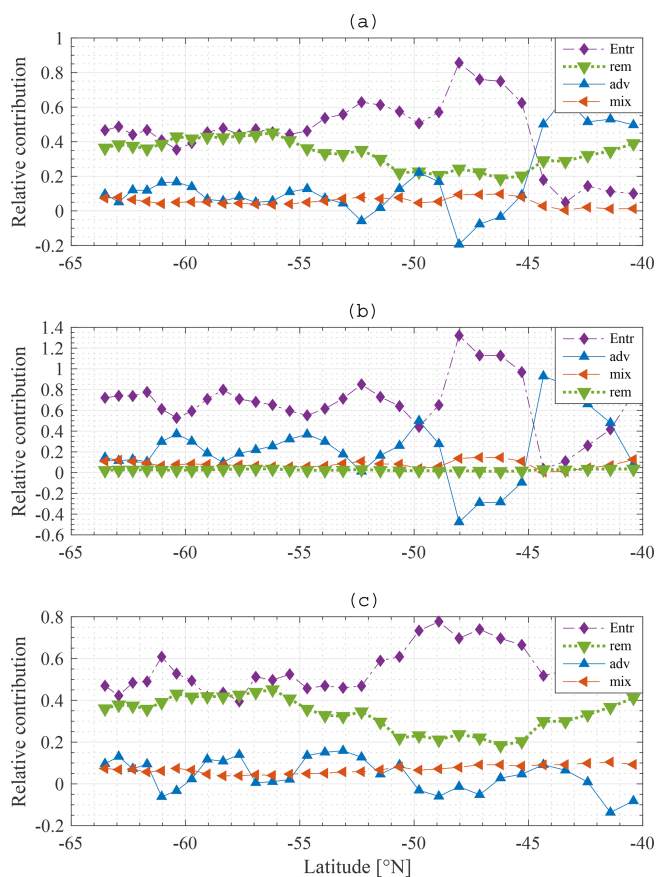 (a)
Relative contribution
1
0.8
0.6
0.4
0.2
0
-0.2
-65
-60
-55
-50
-45
-40
Entr
rem
adv
mix
(b)
Relative contribution
1.4
1.2
1
0.8
0.6
0.4
0.2
0
-0.2
-0.4
-0.6
-65
-60
-55
-50
-45
-40
Entr
adv
mix
rem
(c)
Relative contribution
0.8
0.6
0.4
0.2
0
-0.2
-65
-60
-55
-50
-45
-40
Entr
rem
adv
mix
Latitude [°N]